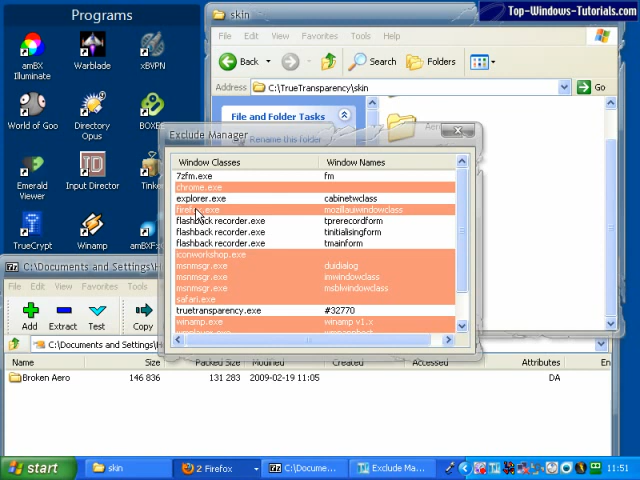 Top-Windows-Tutorials.com
Programs
amBX
Illuminate
Warblade
xBVPN
World of Goo
Directory
Opus
BOXEE
Emerald
Viewer
Input Director
Tinker
TrueCrypt
Winamp
skin
File Edit View Favorites Tools
Back Search Folders
Address C:\TrueTransparency\skin Go
File and Folder Tasks
Rename this folder
Exclude Manager
Window Classes Window Names
7zfm.exe fm
chrome.exe
explorer.exe cabinetwclass
firefox.exe mozillauiwindowclass
flashback recorder.exe tprerecordform
flashback recorder.exe tinitialisingform
flashback recorder.exe tmainform
iconworkshop.exe
msnmsgr.exe duidialog
msnmsgr.exe imwindowclass
msnmsgr.exe msblwindowclass
safari.exe
truetransparency.exe #32770
winamp.exe winamp v1.x
C:\Documents and Settings\H
File Edit View Favorites Tools
Add Extract Test Copy
C:\Documents and Settings\
Name Size Packed Size Modified Created Accessed Attributes En
Broken Aero 146 836 131 283 2009-02-19 11:05 DA
start skin 2 Firefox C:\Docume... Exclude Ma... 11:51